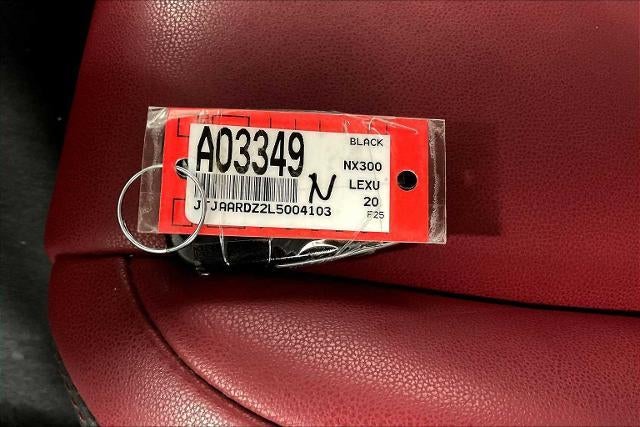 A03349
BLACK
NX300
LEXU
JTJAARDZ2L5004103
N
20
F25